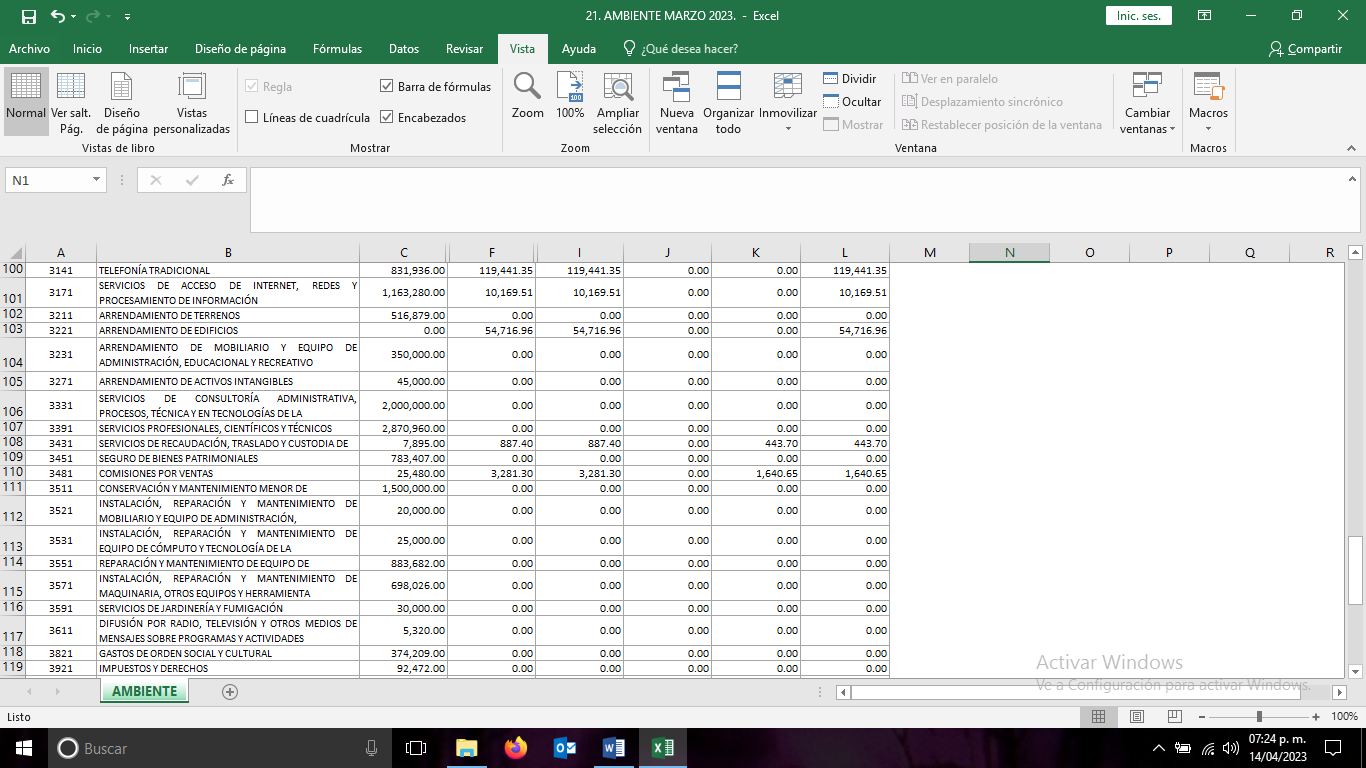 21. AMBIENTE MARZO 2023. - Excel
Inic. ses.
Archivo Inicio Insertar Diseño de página Fórmulas Datos Revisar Vista Ayuda ¿Qué desea hacer? Compartir
Normal Ver salt. Pág. Diseño de página Vistas personalizadas
Vistas de libro
Regla Barra de fórmulas
Líneas de cuadrícula Encabezados
Mostrar
Zoom 100% Ampliar selección
Zoom
Nueva ventana Organizar todo Inmovilizar
Dividir
Ocultar
Mostrar
Ver en paralelo
Desplazamiento sincrónico
Restablecer posición de la ventana
Cambiar ventanas
Ventana
Macros
Macros
N1 fx
A B C F I J K L M N O P Q R
100 3141 TELEFONÍA TRADICIONAL 831,936.00 119,441.35 119,441.35 0.00 0.00 119,441.35
101 3171 SERVICIOS DE ACCESO DE INTERNET, REDES Y
PROCESAMIENTO DE INFORMACIÓN 1,163,280.00 10,169.51 10,169.51 0.00 0.00 10,169.51
102 3211 ARRENDAMIENTO DE TERRENOS 516,879.00 0.00 0.00 0.00 0.00 0.00
103 3221 ARRENDAMIENTO DE EDIFICIOS 0.00 54,716.96 54,716.96 0.00 0.00 54,716.96
104 3231 ARRENDAMIENTO DE MOBILIARIO Y EQUIPO DE
ADMINISTRACIÓN, EDUCACIONAL Y RECREATIVO 350,000.00 0.00 0.00 0.00 0.00 0.00
105 3271 ARRENDAMIENTO DE ACTIVOS INTANGIBLES 45,000.00 0.00 0.00 0.00 0.00 0.00
106 3331 SERVICIOS DE CONSULTORÍA ADMINISTRATIVA,
PROCESOS, TÉCNICA Y EN TECNOLOGÍAS DE LA 2,000,000.00 0.00 0.00 0.00 0.00 0.00
107 3391 SERVICIOS PROFESIONALES, CIENTÍFICOS Y TÉCNICOS 2,870,960.00 0.00 0.00 0.00 0.00 0.00
108 3431 SERVICIOS DE RECAUDACIÓN, TRASLADO Y CUSTODIA DE 7,895.00 887.40 887.40 0.00 443.70 443.70
109 3451 SEGURO DE BIENES PATRIMONIALES 783,407.00 0.00 0.00 0.00 0.00 0.00
110 3481 COMISIONES POR VENTAS 25,480.00 3,281.30 3,281.30 0.00 1,640.65 1,640.65
111 3511 CONSERVACIÓN Y MANTENIMIENTO MENOR DE 1,500,000.00 0.00 0.00 0.00 0.00 0.00
112 3521 INSTALACIÓN, REPARACIÓN Y MANTENIMIENTO DE
MOBILIARIO Y EQUIPO DE ADMINISTRACIÓN, 20,000.00 0.00 0.00 0.00 0.00 0.00
113 3531 INSTALACIÓN, REPARACIÓN Y MANTENIMIENTO DE
EQUIPO DE CÓMPUTO Y TECNOLOGÍA DE LA 25,000.00 0.00 0.00 0.00 0.00 0.00
114 3551 REPARACIÓN Y MANTENIMIENTO DE EQUIPO DE 883,682.00 0.00 0.00 0.00 0.00 0.00
115 3571 INSTALACIÓN, REPARACIÓN Y MANTENIMIENTO DE
MAQUINARIA, OTROS EQUIPOS Y HERRAMIENTA 698,026.00 0.00 0.00 0.00 0.00 0.00
116 3591 SERVICIOS DE JARDINERÍA Y FUMIGACIÓN 30,000.00 0.00 0.00 0.00 0.00 0.00
117 3611 DIFUSIÓN POR RADIO, TELEVISIÓN Y OTROS MEDIOS DE
MENSAJES SOBRE PROGRAMAS Y ACTIVIDADES 5,320.00 0.00 0.00 0.00 0.00 0.00
118 3821 GASTOS DE ORDEN SOCIAL Y CULTURAL 374,209.00 0.00 0.00 0.00 0.00 0.00
119 3921 IMPUESTOS Y DERECHOS 92,472.00 0.00 0.00 0.00 0.00 0.00
Activar Windows
Ve a Configuración para activar Windows.
AMBIENTE
Listo 100%
Buscar
07:24 p. m.
14/04/2023